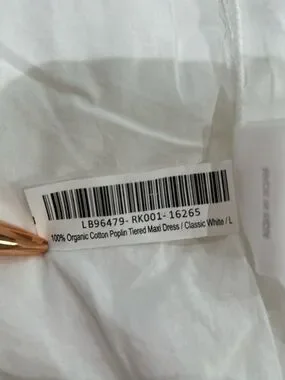 LB96479-RK001-16265
100% Organic Cotton Poplin Tiered Maxi Dress / Classic White / L